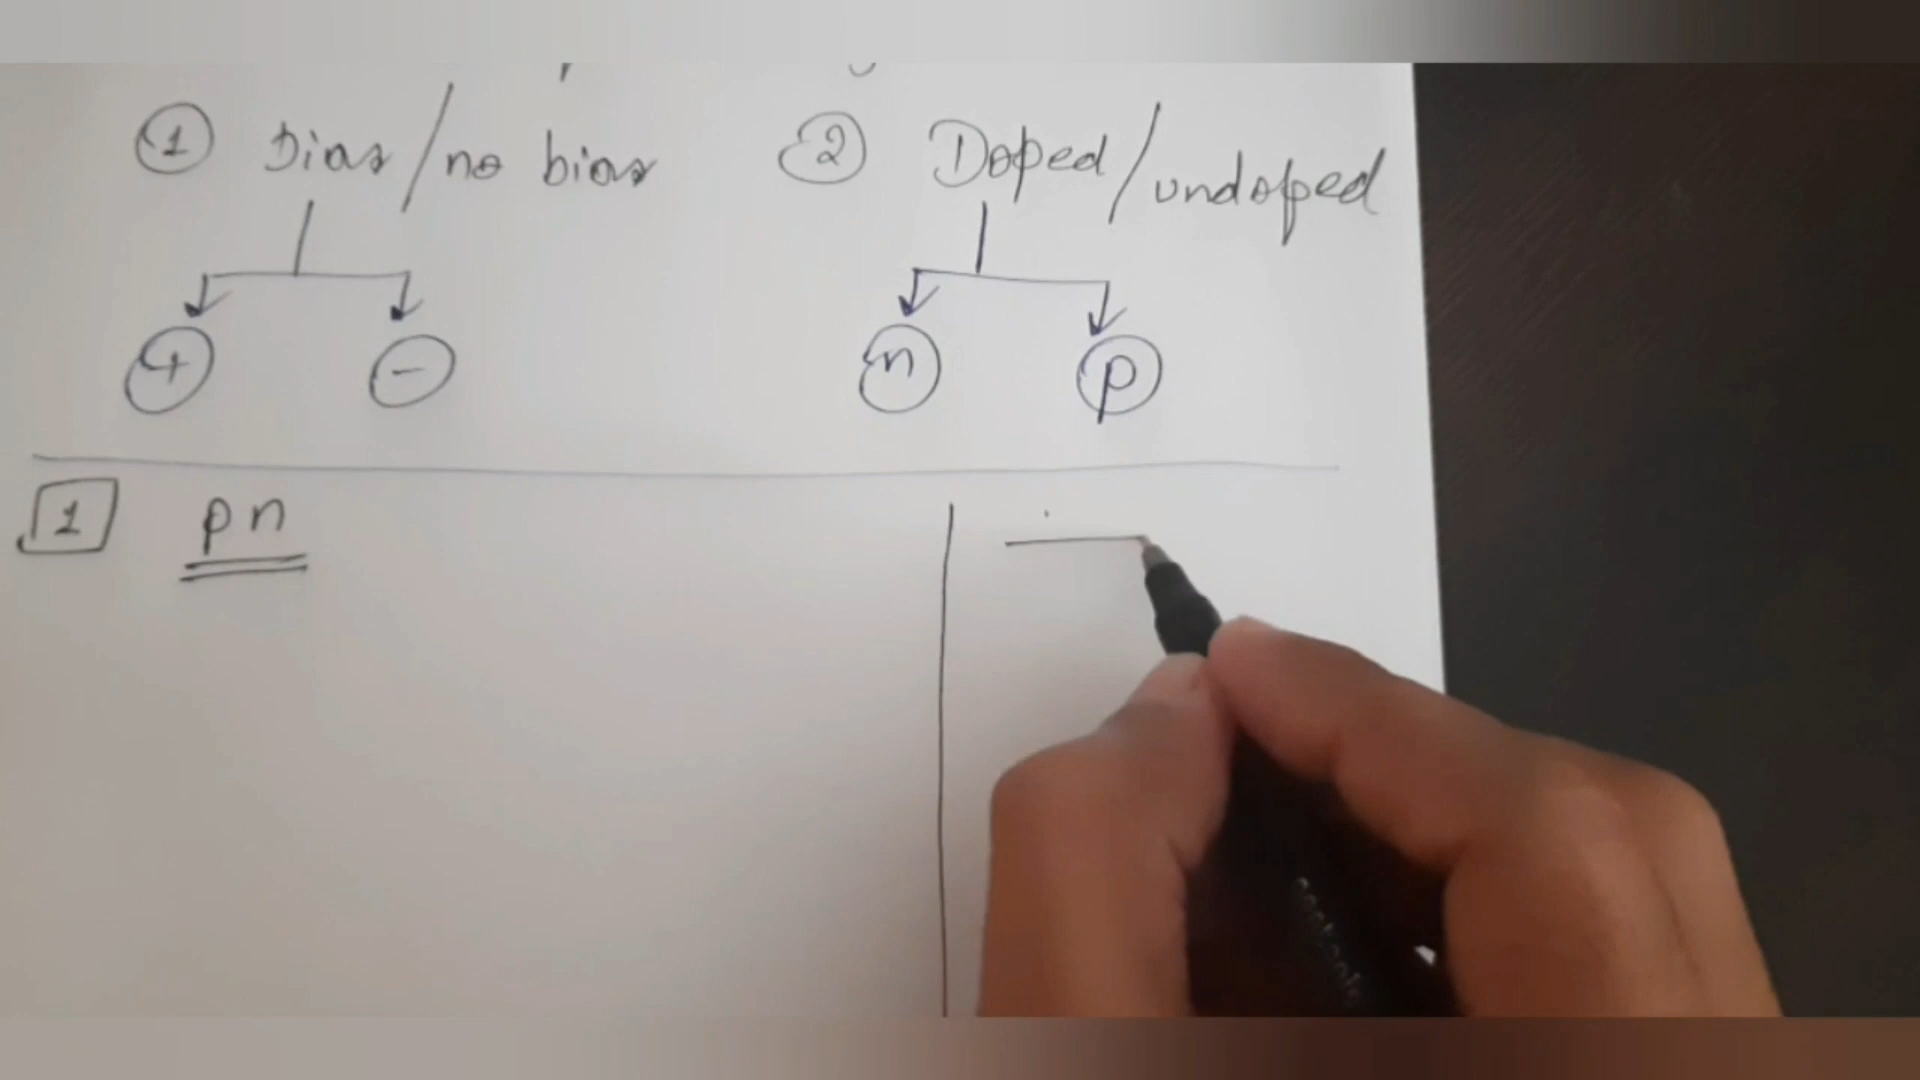 ① Bias/no bias
② Doped/undoped
+ -
n p
1 pn